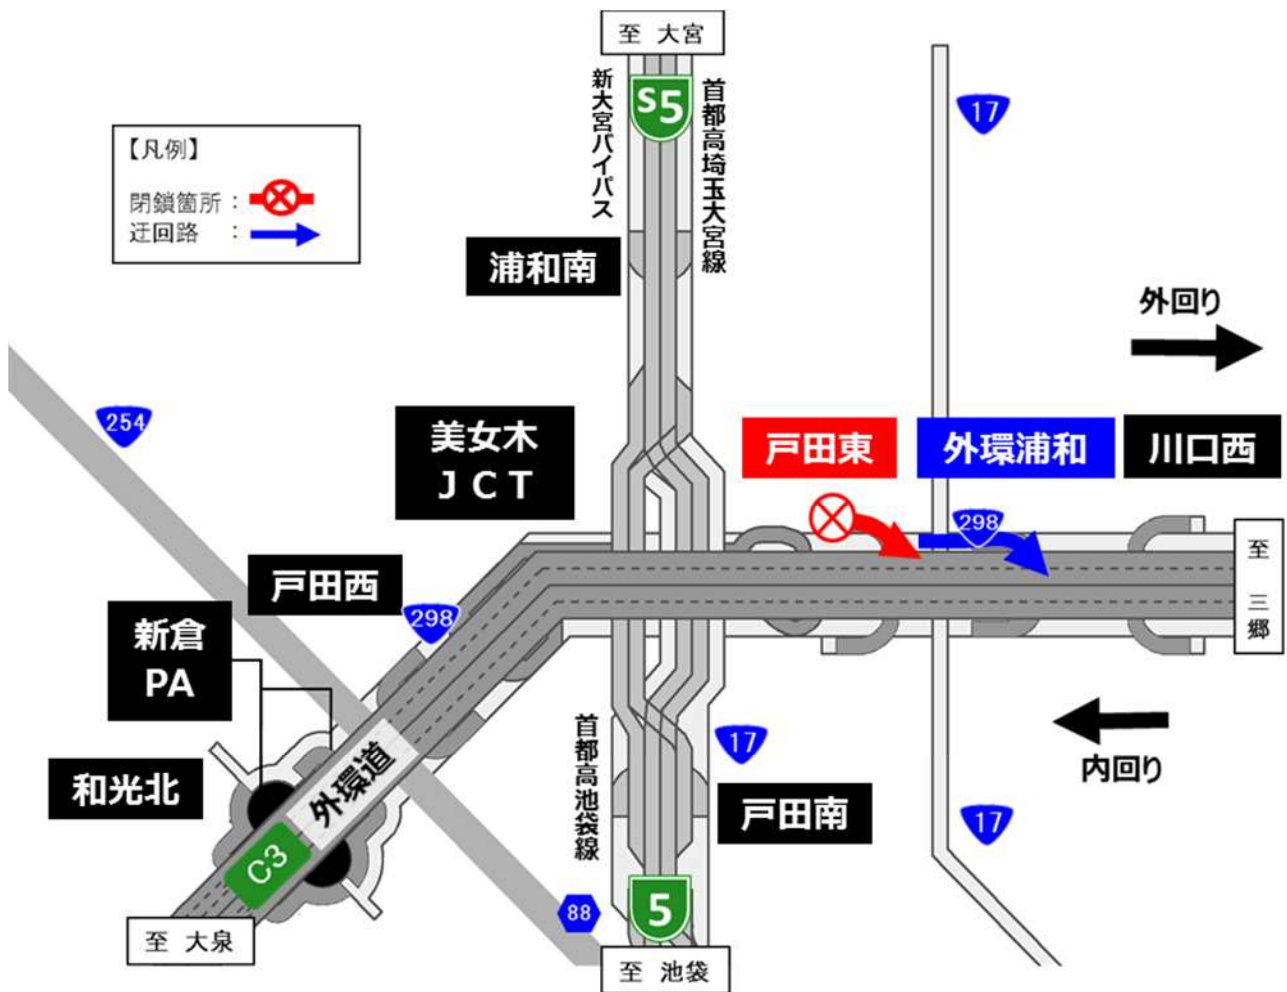 至 大宮
新大宮バイパス
S5
首都高埼玉大宮線
17
【凡例】
閉鎖箇所：
迂回路 ：
浦和南
外回り
254
美女木
ＪＣＴ
戸田東
外環浦和
川口西
298
至 三郷
戸田西
298
新倉
PA
首都高池袋線
17
内回り
和光北
外環道
戸田南
17
C3
88
5
至 大泉
至 池袋